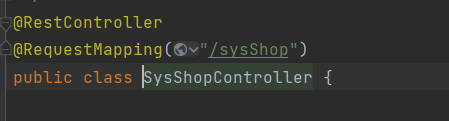 @RestController
@RequestMapping("/sysShop")
public class SysShopController {